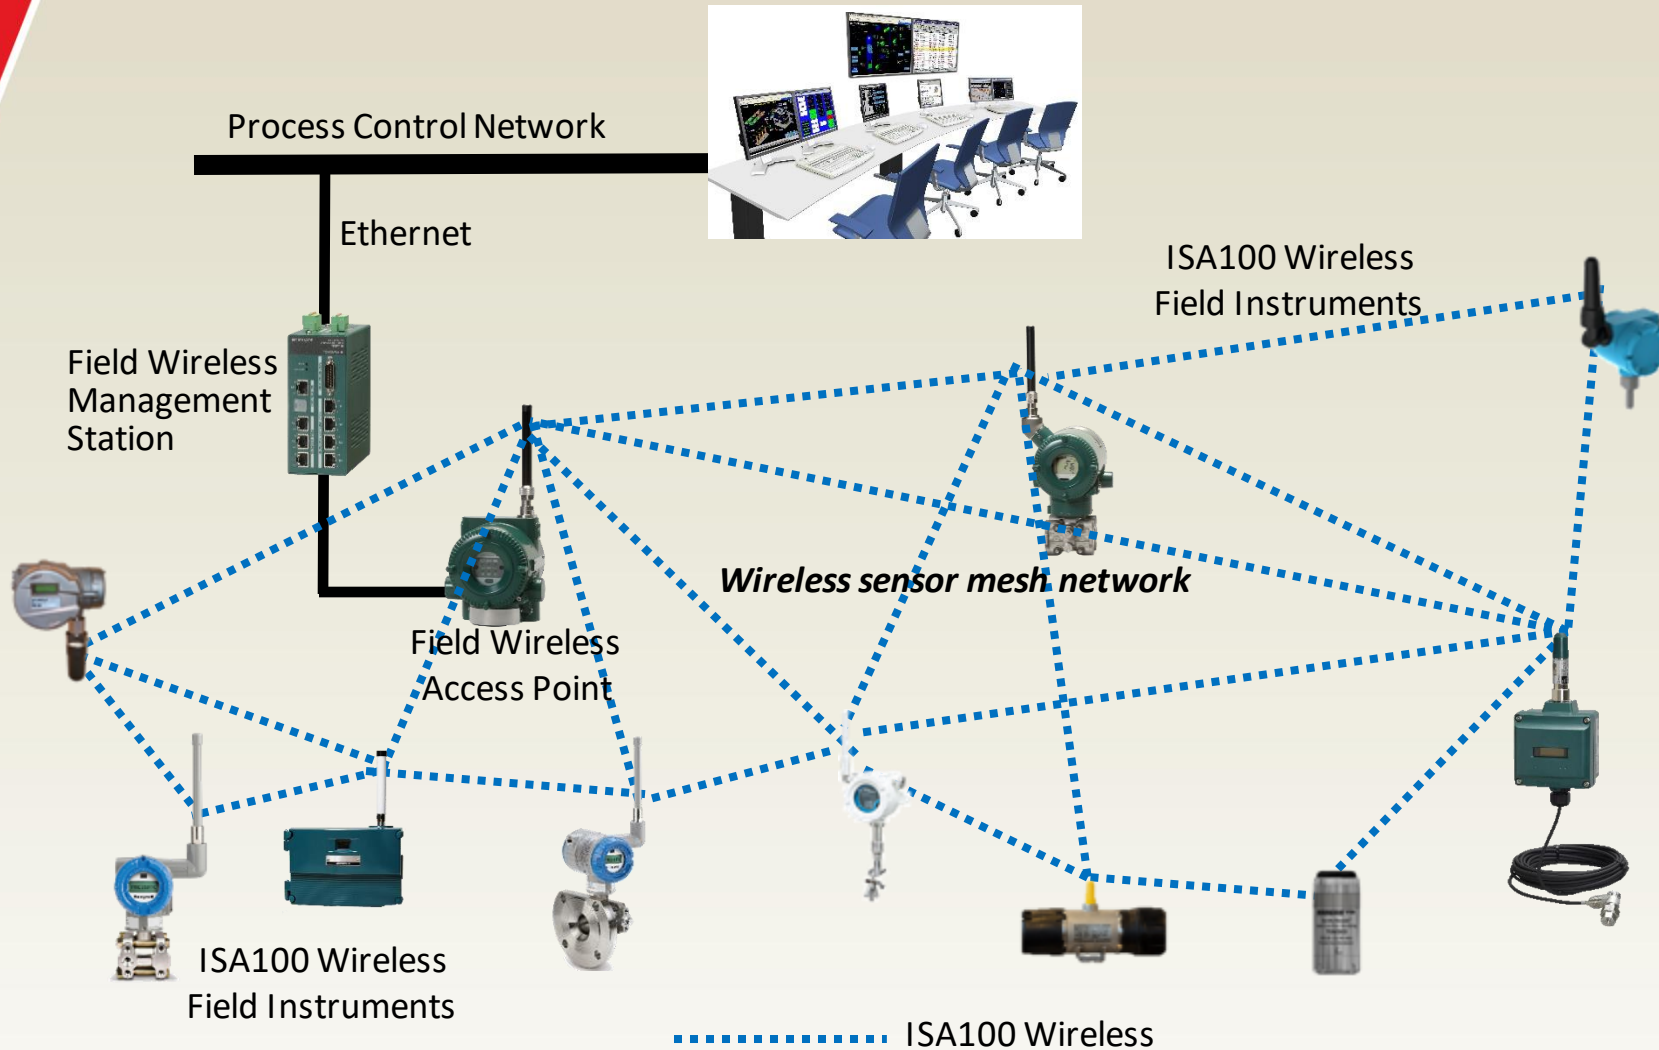 Process Control Network
Ethernet
ISA100 Wireless
Field Instruments
Field Wireless
Management
Station
Wireless sensor mesh network
Field Wireless
Access Point
ISA100 Wireless
Field Instruments
ISA100 Wireless